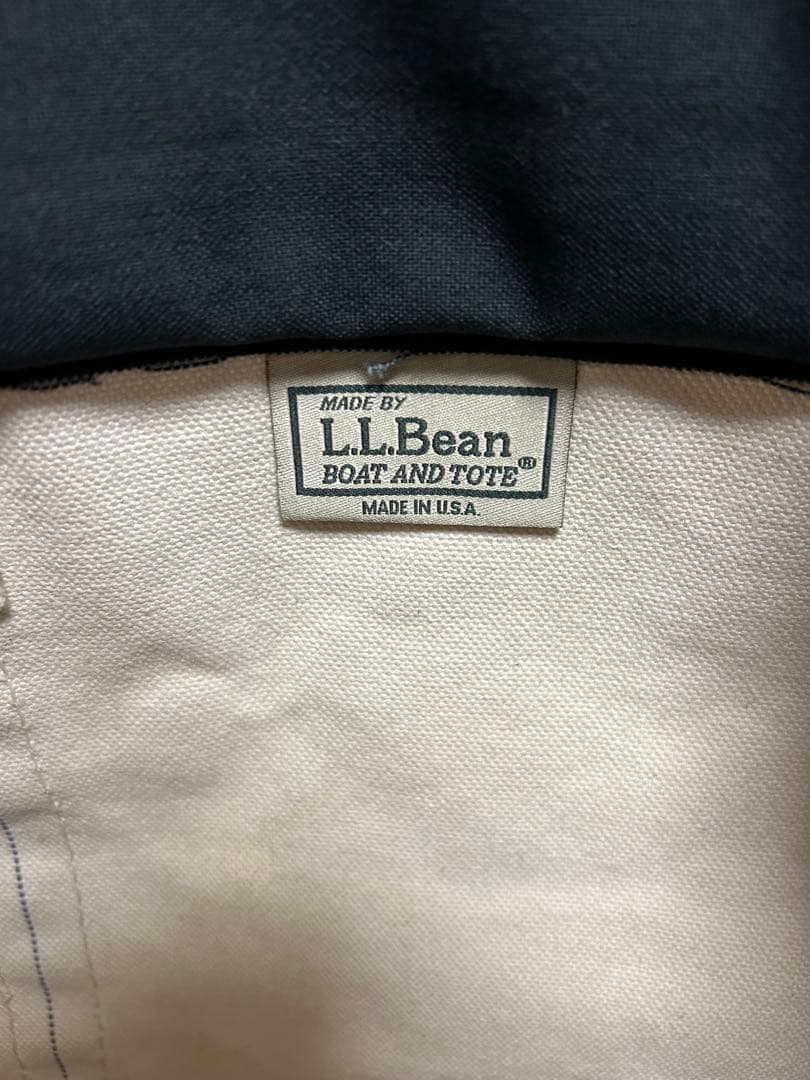 MADE BY
L.L.Bean
BOAT AND TOTE®
MADE IN U.S.A.